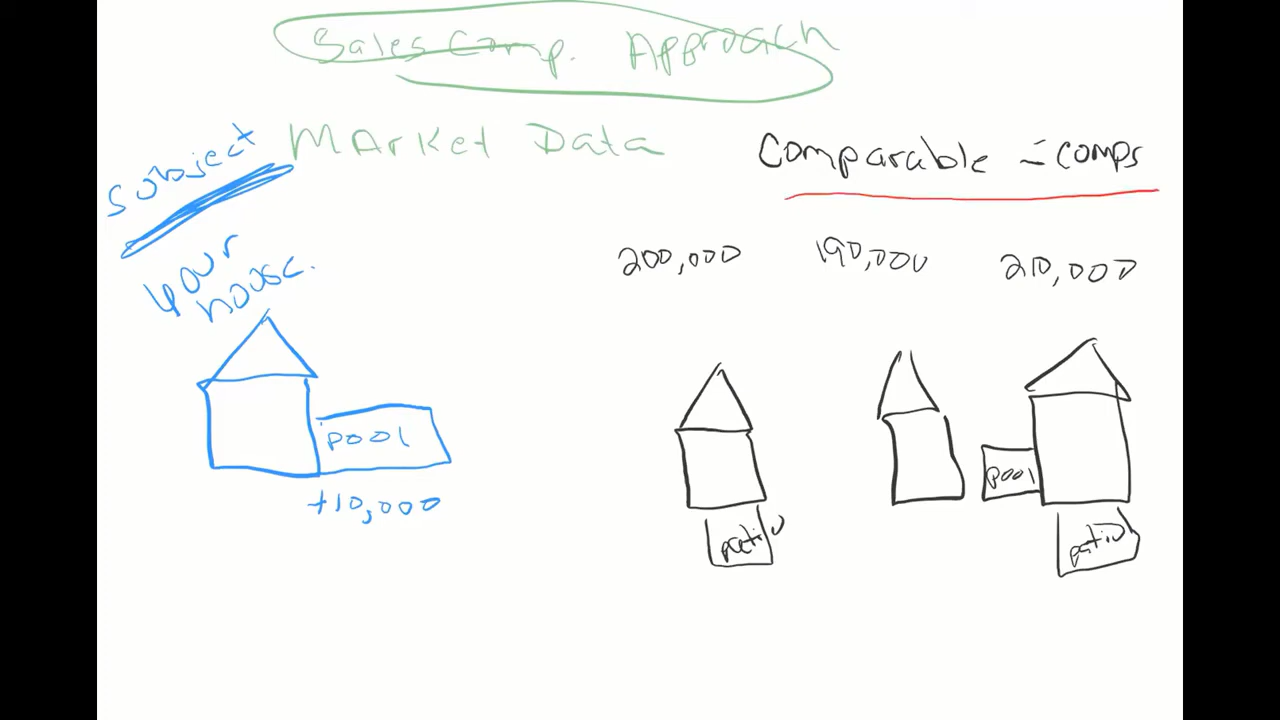 Sales Comp. Approach
Market Data
Comparable = comps
subject
your
house.
200,000 190,000 210,000
pool
+10,000
pool
patio
patio